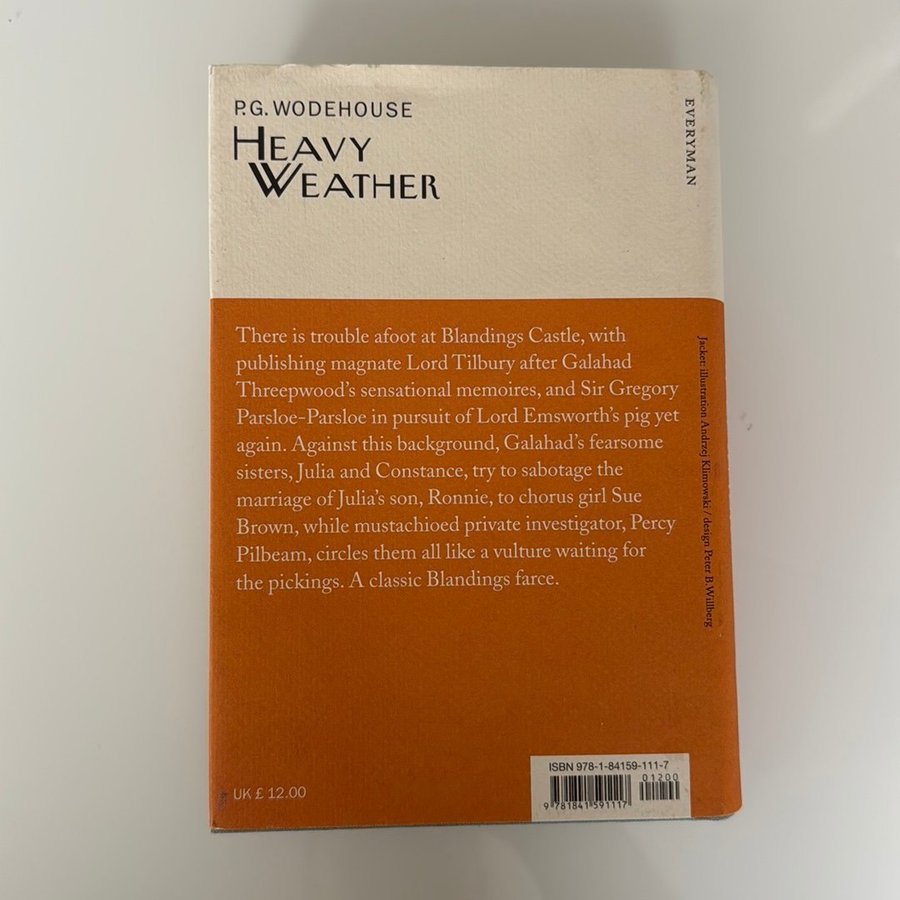 P.G. WODEHOUSE
HEAVY
WEATHER
EVERYMAN
There is trouble afoot at Blandings Castle, with
publishing magnate Lord Tilbury after Galahad
Threepwood's sensational memoires, and Sir Gregory
Parsloe-Parsloe in pursuit of Lord Emsworth's pig yet
again. Against this background, Galahad's fearsome
sisters, Julia and Constance, try to sabotage the
marriage of Julia's son, Ronnie, to chorus girl Sue
Brown, while mustachioed private investigator, Percy
Pilbeam, circles them all like a vulture waiting for
the pickings. A classic Blandings farce.
Jacket: illustration Andrzej Klimowski / design Peter B. Willberg
UK £ 12.00
ISBN 978-1-84159-111-7
01200
9 781841 591117